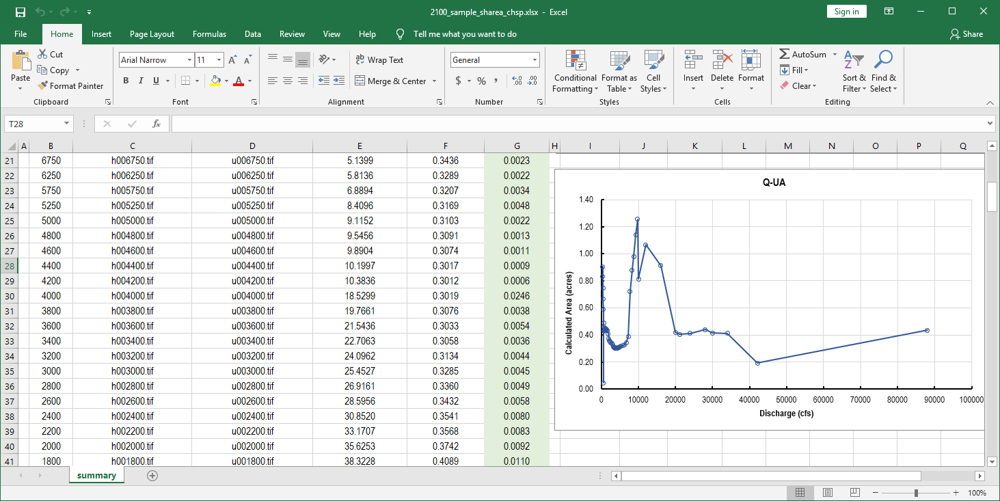 2100_sample_sharea_chsp.xlsx - Excel
Sign in
File Home Insert Page Layout Formulas Data Review View Help Tell me what you want to do Share
Paste
Cut
Copy
Format Painter
Clipboard
Arial Narrow 11 A A
B I U A
Font
ab Wrap Text
Merge & Center
Alignment
General
$ % ,
Number
Conditional Formatting
Format as Table
Cell Styles
Styles
Insert Delete Format
Cells
AutoSum
Fill
Clear
Sort & Filter
Find & Select
Editing
T28 fx
A B C D E F G H I J K L M N O P Q
21 6750 h006750.tif u006750.tif 5.1399 0.3436 0.0023
22 6250 h006250.tif u006250.tif 5.8136 0.3289 0.0022
23 5750 h005750.tif u005750.tif 6.8894 0.3207 0.0034
24 5250 h005250.tif u005250.tif 8.4096 0.3169 0.0048
25 5000 h005000.tif u005000.tif 9.1152 0.3103 0.0022
26 4800 h004800.tif u004800.tif 9.5456 0.3091 0.0013
27 4600 h004600.tif u004600.tif 9.8904 0.3074 0.0011
28 4400 h004400.tif u004400.tif 10.1997 0.3017 0.0009
29 4200 h004200.tif u004200.tif 10.3836 0.3012 0.0006
30 4000 h004000.tif u004000.tif 18.5299 0.3019 0.0246
31 3800 h003800.tif u003800.tif 19.7661 0.3076 0.0038
32 3600 h003600.tif u003600.tif 21.5436 0.3033 0.0054
33 3400 h003400.tif u003400.tif 22.7063 0.3058 0.0036
34 3200 h003200.tif u003200.tif 24.0962 0.3134 0.0044
35 3000 h003000.tif u003000.tif 25.4527 0.3285 0.0045
36 2800 h002800.tif u002800.tif 26.9161 0.3360 0.0049
37 2600 h002600.tif u002600.tif 28.5956 0.3432 0.0058
38 2400 h002400.tif u002400.tif 30.8520 0.3541 0.0080
39 2200 h002200.tif u002200.tif 33.1707 0.3568 0.0083
40 2000 h002000.tif u002000.tif 35.6253 0.3742 0.0092
41 1800 h001800.tif u001800.tif 38.3228 0.4089 0.0110
Q-UA
Calculated Area (acres)
1.40
1.20
1.00
0.80
0.60
0.40
0.20
0.00
0 10000 20000 30000 40000 50000 60000 70000 80000 90000 100000
Discharge (cfs)
summary
100%